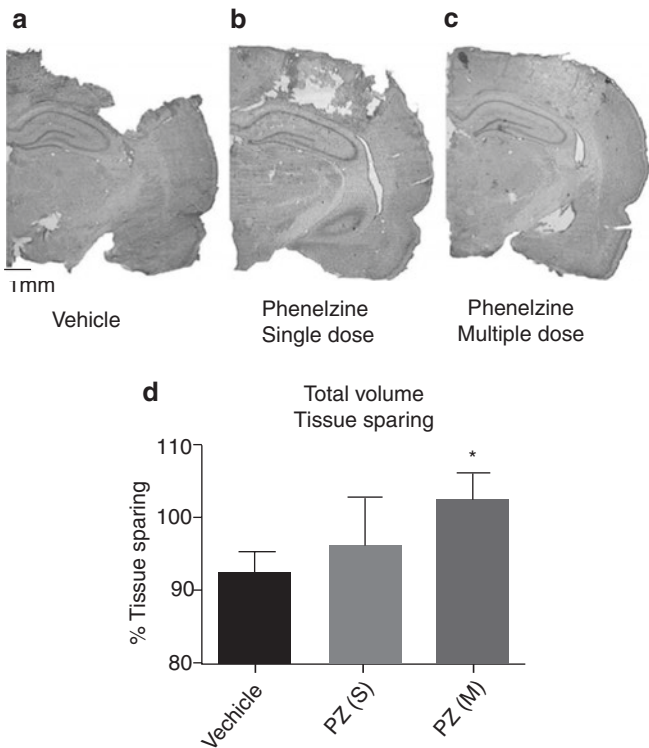 a
b
c
1mm
Vehicle
Phenelzine
Single dose
Phenelzine
Multiple dose
d
Total volume
Tissue sparing
% Tissue sparing
110
*
100
90
80
Vechicle
PZ (S)
PZ (M)